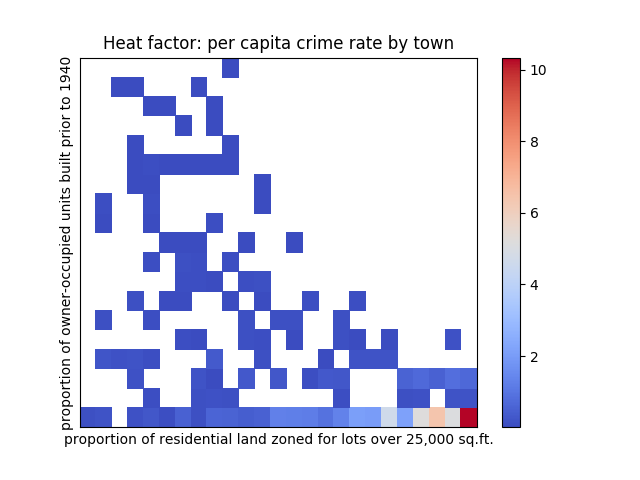 Heat factor: per capita crime rate by town
proportion of owner-occupied units built prior to 1940
proportion of residential land zoned for lots over 25,000 sq.ft.
10
8
6
4
2